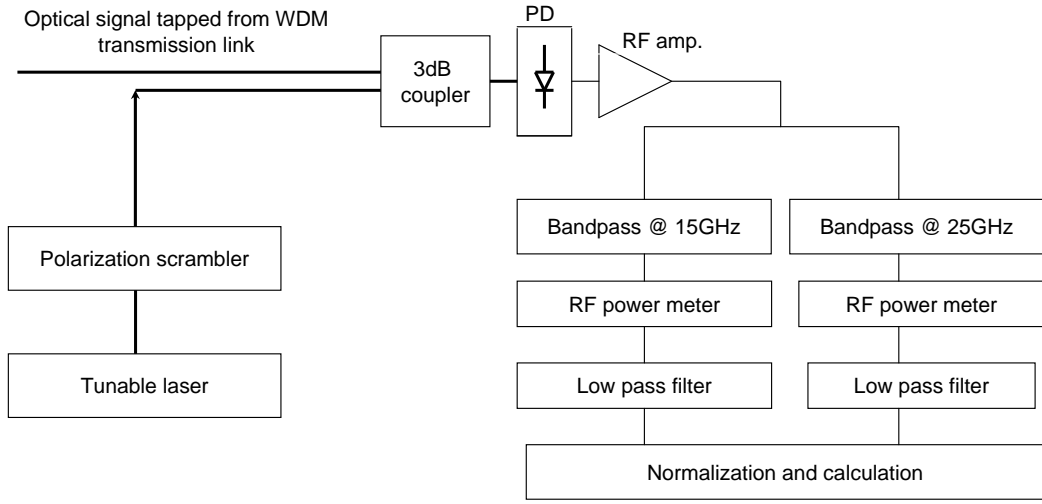 Optical signal tapped from WDM
transmission link
PD
RF amp.
3dB
coupler
Bandpass @ 15GHz
Bandpass @ 25GHz
Polarization scrambler
RF power meter
RF power meter
Tunable laser
Low pass filter
Low pass filter
Normalization and calculation